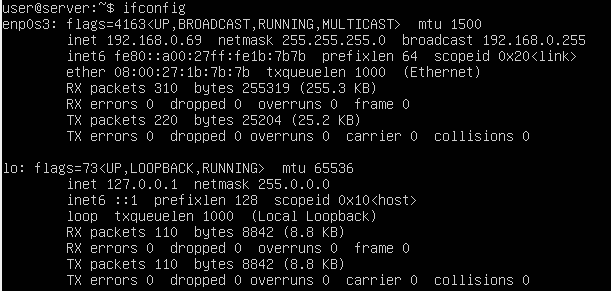 user@server:~$ ifconfig
enp0s3: flags=4163<UP,BROADCAST,RUNNING,MULTICAST>  mtu 1500
        inet 192.168.0.69  netmask 255.255.255.0  broadcast 192.168.0.255
        inet6 fe80::a00:27ff:fe1b:7b7b  prefixlen 64  scopeid 0x20<link>
        ether 08:00:27:1b:7b:7b  txqueuelen 1000  (Ethernet)
        RX packets 310  bytes 255319 (255.3 KB)
        RX errors 0  dropped 0  overruns 0  frame 0
        TX packets 220  bytes 25204 (25.2 KB)
        TX errors 0  dropped 0 overruns 0  carrier 0  collisions 0

lo: flags=73<UP,LOOPBACK,RUNNING>  mtu 65536
        inet 127.0.0.1  netmask 255.0.0.0
        inet6 ::1  prefixlen 128  scopeid 0x10<host>
        loop  txqueuelen 1000  (Local Loopback)
        RX packets 110  bytes 8842 (8.8 KB)
        RX errors 0  dropped 0  overruns 0  frame 0
        TX packets 110  bytes 8842 (8.8 KB)
        TX errors 0  dropped 0 overruns 0  carrier 0  collisions 0